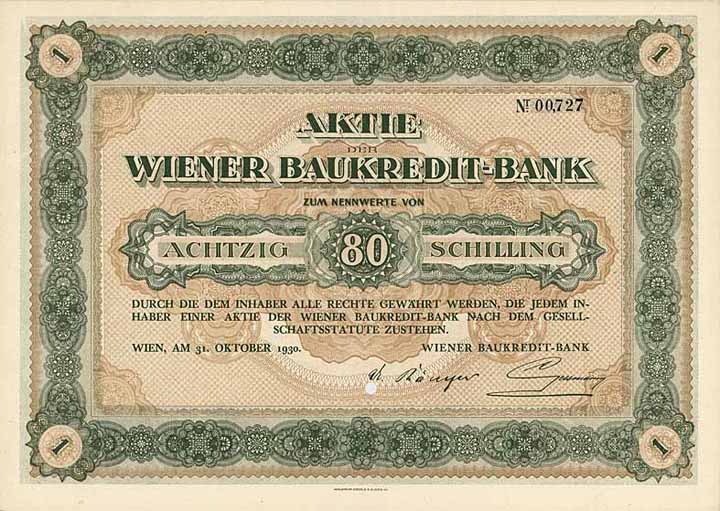 1
1
Nr 00,727
AKTIE
DER
WIENER BAUKREDIT-BANK
ZUM NENNWERTE VON
ACHTZIG 80 SCHILLING
DURCH DIE DEM INHABER ALLE RECHTE GEWÄHRT WERDEN, DIE JEDEM IN-
HABER EINER AKTIE DER WIENER BAUKREDIT-BANK NACH DEM GESELL-
SCHAFTSSTATUTE ZUSTEHEN.
WIEN, AM 31. OKTOBER 1930. WIENER BAUKREDIT-BANK
1
1